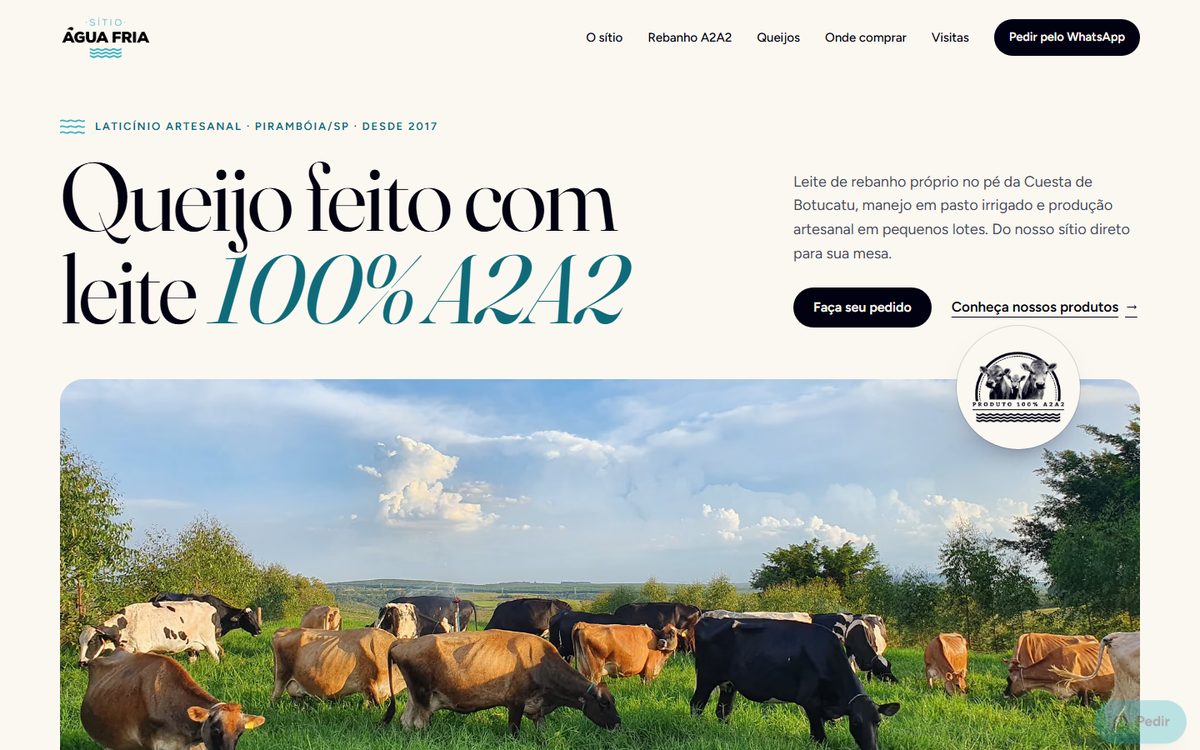 ·SÍTIO·
ÁGUA FRIA
O sítio
Rebanho A2A2
Queijos
Onde comprar
Visitas
Pedir pelo WhatsApp
LATICÍNIO ARTESANAL · PIRAMBÓIA/SP · DESDE 2017
Queijo feito com
leite 100% A2A2
Leite de rebanho próprio no pé da Cuesta de
Botucatu, manejo em pasto irrigado e produção
artesanal em pequenos lotes. Do nosso sítio direto
para sua mesa.
Faça seu pedido
Conheça nossos produtos →
PRODUTO 100% A2A2
Pedir